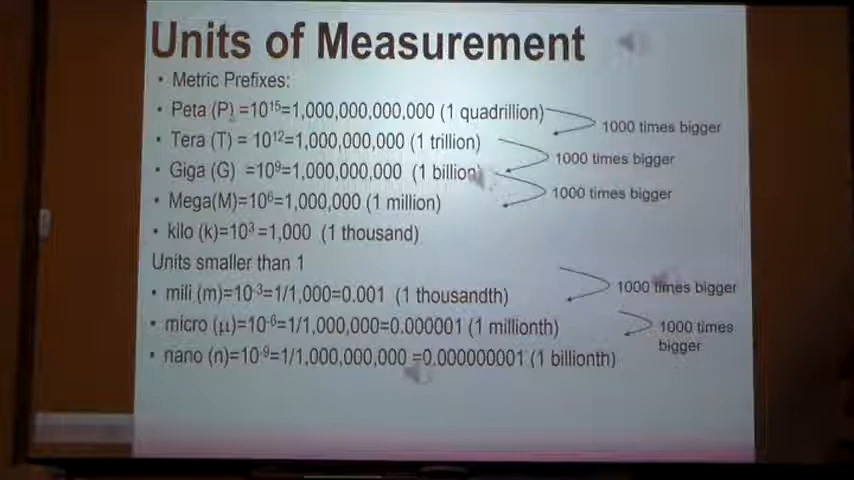 Units of Measurement
• Metric Prefixes:
• Peta (P) =10¹⁵=1,000,000,000,000,000 (1 quadrillion)
1000 times bigger
• Tera (T) = 10¹²=1,000,000,000,000 (1 trillion)
1000 times bigger
• Giga (G) =10⁹=1,000,000,000 (1 billion)
1000 times bigger
• Mega(M)=10⁶=1,000,000 (1 million)
• kilo (k)=10³ =1,000 (1 thousand)
Units smaller than 1
1000 times bigger
• mili (m)=10⁻³=1/1,000=0.001 (1 thousandth)
• micro (μ)=10⁻⁶=1/1,000,000=0.000001 (1 millionth)
1000 times
bigger
• nano (n)=10⁻⁹=1/1,000,000,000 =0.000000001 (1 billionth)